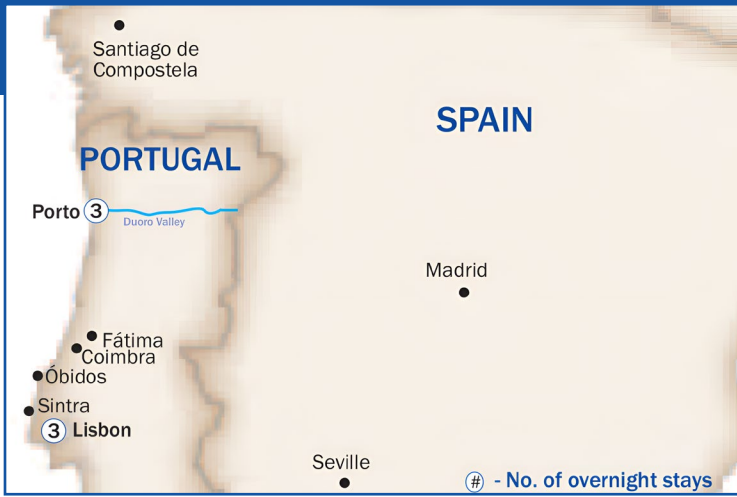 Santiago de
Compostela
SPAIN
PORTUGAL
Porto 3
Duoro Valley
Madrid
Fátima
Coimbra
Óbidos
Sintra
3 Lisbon
Seville
# - No. of overnight stays